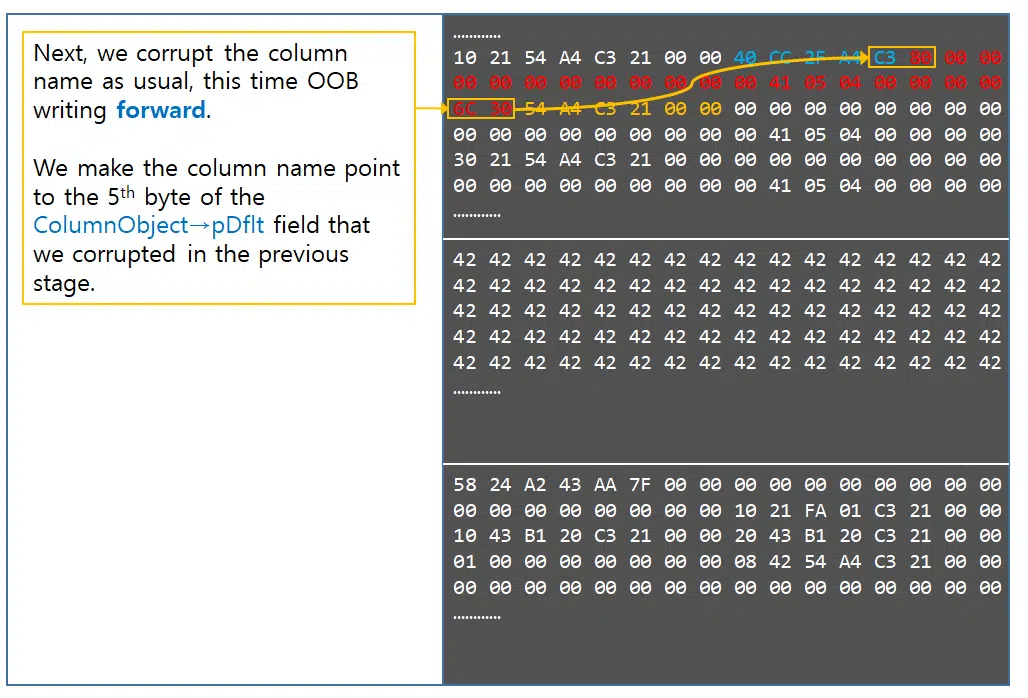 Next, we corrupt the column
name as usual, this time OOB
writing forward.
We make the column name point
to the 5th byte of the
ColumnObject→pDflt field that
we corrupted in the previous
stage.
............
10 21 54 A4 C3 21 00 00 40 CC 2F A4 C3 80 00 00
00 00 00 00 00 00 00 00 00 41 05 04 00 00 00 00
6C 30 54 A4 C3 21 00 00 00 00 00 00 00 00 00 00
00 00 00 00 00 00 00 00 00 41 05 04 00 00 00 00
30 21 54 A4 C3 21 00 00 00 00 00 00 00 00 00 00
00 00 00 00 00 00 00 00 00 41 05 04 00 00 00 00
............
42 42 42 42 42 42 42 42 42 42 42 42 42 42 42 42
42 42 42 42 42 42 42 42 42 42 42 42 42 42 42 42
42 42 42 42 42 42 42 42 42 42 42 42 42 42 42 42
42 42 42 42 42 42 42 42 42 42 42 42 42 42 42 42
42 42 42 42 42 42 42 42 42 42 42 42 42 42 42 42
............
58 24 A2 43 AA 7F 00 00 00 00 00 00 00 00 00 00
00 00 00 00 00 00 00 00 10 21 FA 01 C3 21 00 00
10 43 B1 20 C3 21 00 00 20 43 B1 20 C3 21 00 00
01 00 00 00 00 00 00 00 08 42 54 A4 C3 21 00 00
00 00 00 00 00 00 00 00 00 00 00 00 00 00 00 00
............